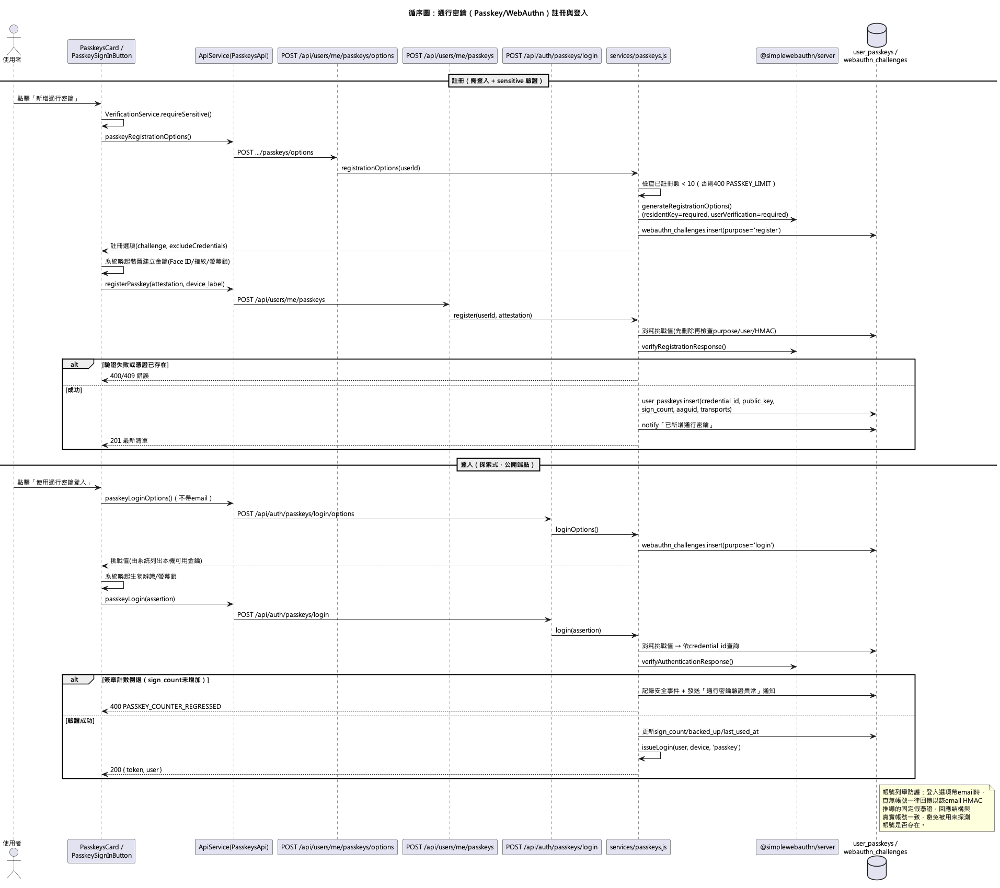 循序圖：通行密鑰（Passkey/WebAuthn）註冊與登入
使用者
PasskeysCard /
PasskeySignInButton
ApiService(PasskeysApi)
POST /api/users/me/passkeys/options
POST /api/users/me/passkeys
POST /api/auth/passkeys/login
services/passkeys.js
@simplewebauthn/server
user_passkeys /
webauthn_challenges
註冊（需登入 + sensitive 驗證）
點擊「新增通行密鑰」
VerificationService.requireSensitive()
passkeyRegistrationOptions()
POST .../passkeys/options
registrationOptions(userId)
檢查已註冊數 < 10（否則400 PASSKEY_LIMIT）
generateRegistrationOptions()
(residentKey=required, userVerification=required)
webauthn_challenges.insert(purpose='register')
註冊選項(challenge, excludeCredentials)
系統喚起裝置建立金鑰(Face ID/指紋/螢幕鎖)
registerPasskey(attestation, device_label)
POST /api/users/me/passkeys
register(userId, attestation)
消耗挑戰值(先刪除再檢查purpose/user/HMAC)
verifyRegistrationResponse()
alt
[驗證失敗或憑證已存在]
400/409 錯誤
[成功]
user_passkeys.insert(credential_id, public_key,
sign_count, aaguid, transports)
notify「已新增通行密鑰」
201 最新清單
登入（探索式，公開端點）
點擊「使用通行密鑰登入」
passkeyLoginOptions()（不帶email）
POST /api/auth/passkeys/login/options
loginOptions()
webauthn_challenges.insert(purpose='login')
挑戰值(由系統列出本機可用金鑰)
系統喚起生物辨識/螢幕鎖
passkeyLogin(assertion)
POST /api/auth/passkeys/login
login(assertion)
消耗挑戰值 → 依credential_id查詢
verifyAuthenticationResponse()
alt
[簽章計數倒退（sign_count未增加）]
記錄安全事件 + 發送「通行密鑰驗證異常」通知
400 PASSKEY_COUNTER_REGRESSED
[驗證成功]
更新sign_count/backed_up/last_used_at
issueLogin(user, device, 'passkey')
200 { token, user }
帳號列舉防護：登入選項帶email時，
查無帳號一律回傳以該email HMAC
推導的固定假憑證，回應結構與
真實帳號一致，避免被用來探測
帳號是否存在。
使用者
PasskeysCard /
PasskeySignInButton
ApiService(PasskeysApi)
POST /api/users/me/passkeys/options
POST /api/users/me/passkeys
POST /api/auth/passkeys/login
services/passkeys.js
@simplewebauthn/server
user_passkeys /
webauthn_challenges